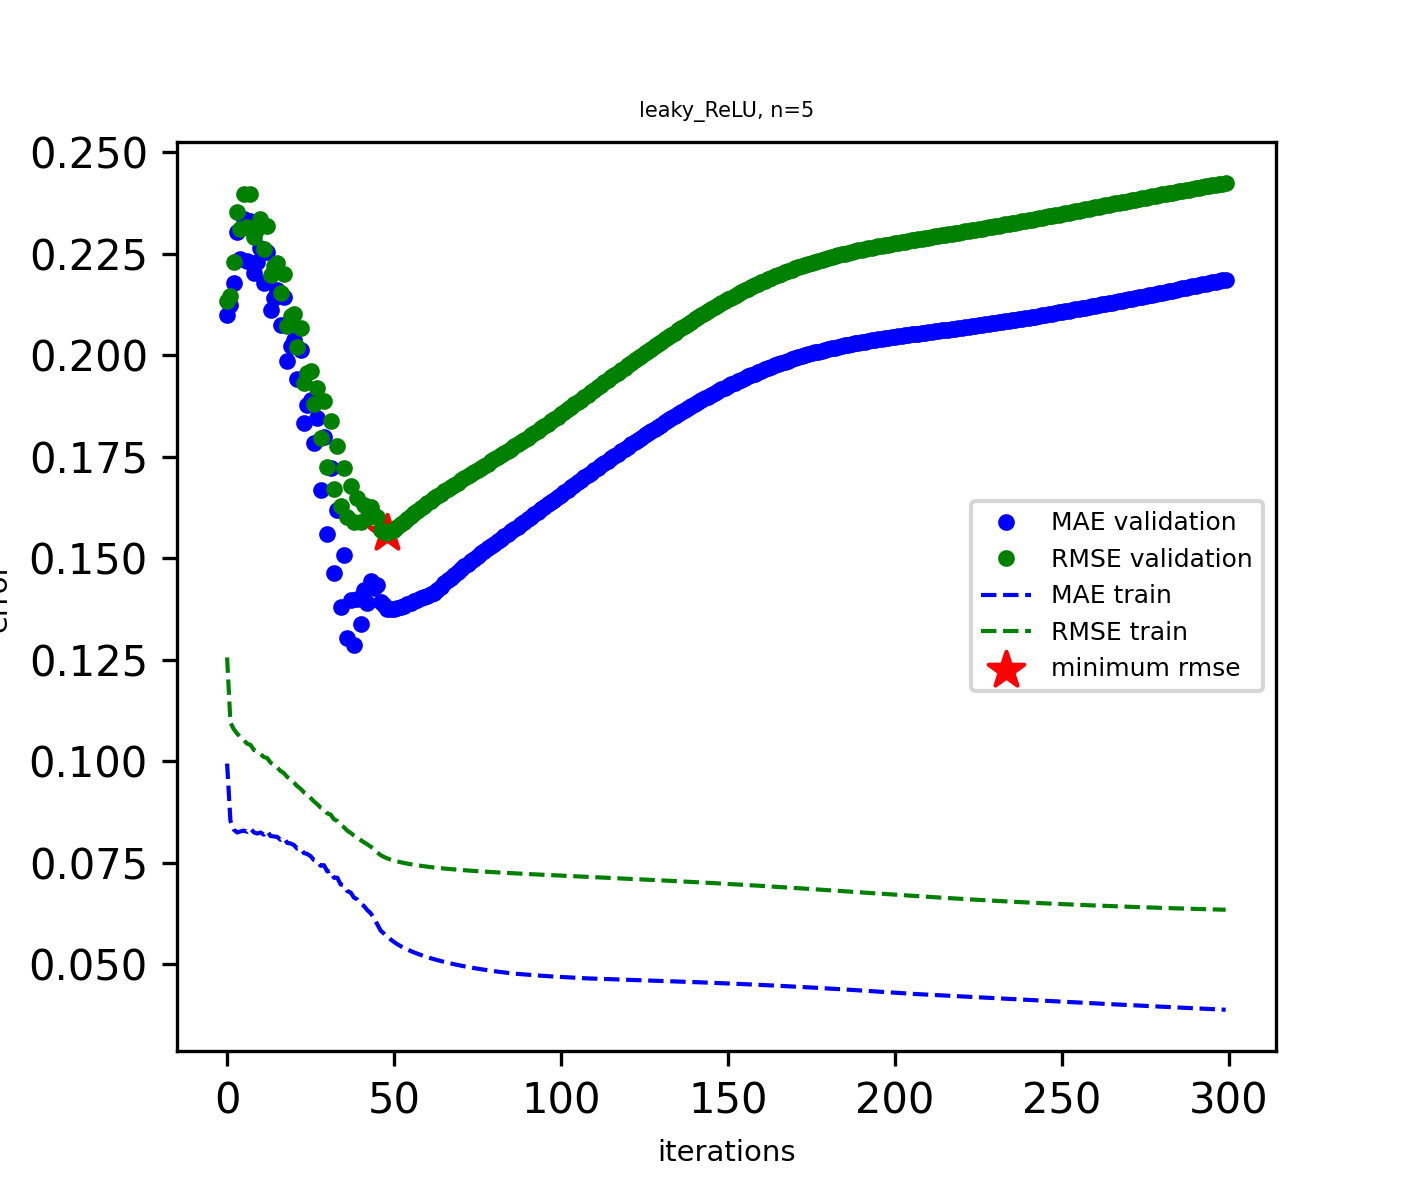 leaky_ReLU, n=5
0.250
0.225
0.200
0.175
0.150
0.125
0.100
0.075
0.050
error
MAE validation
RMSE validation
MAE train
RMSE train
minimum rmse
0 50 100 150 200 250 300
iterations